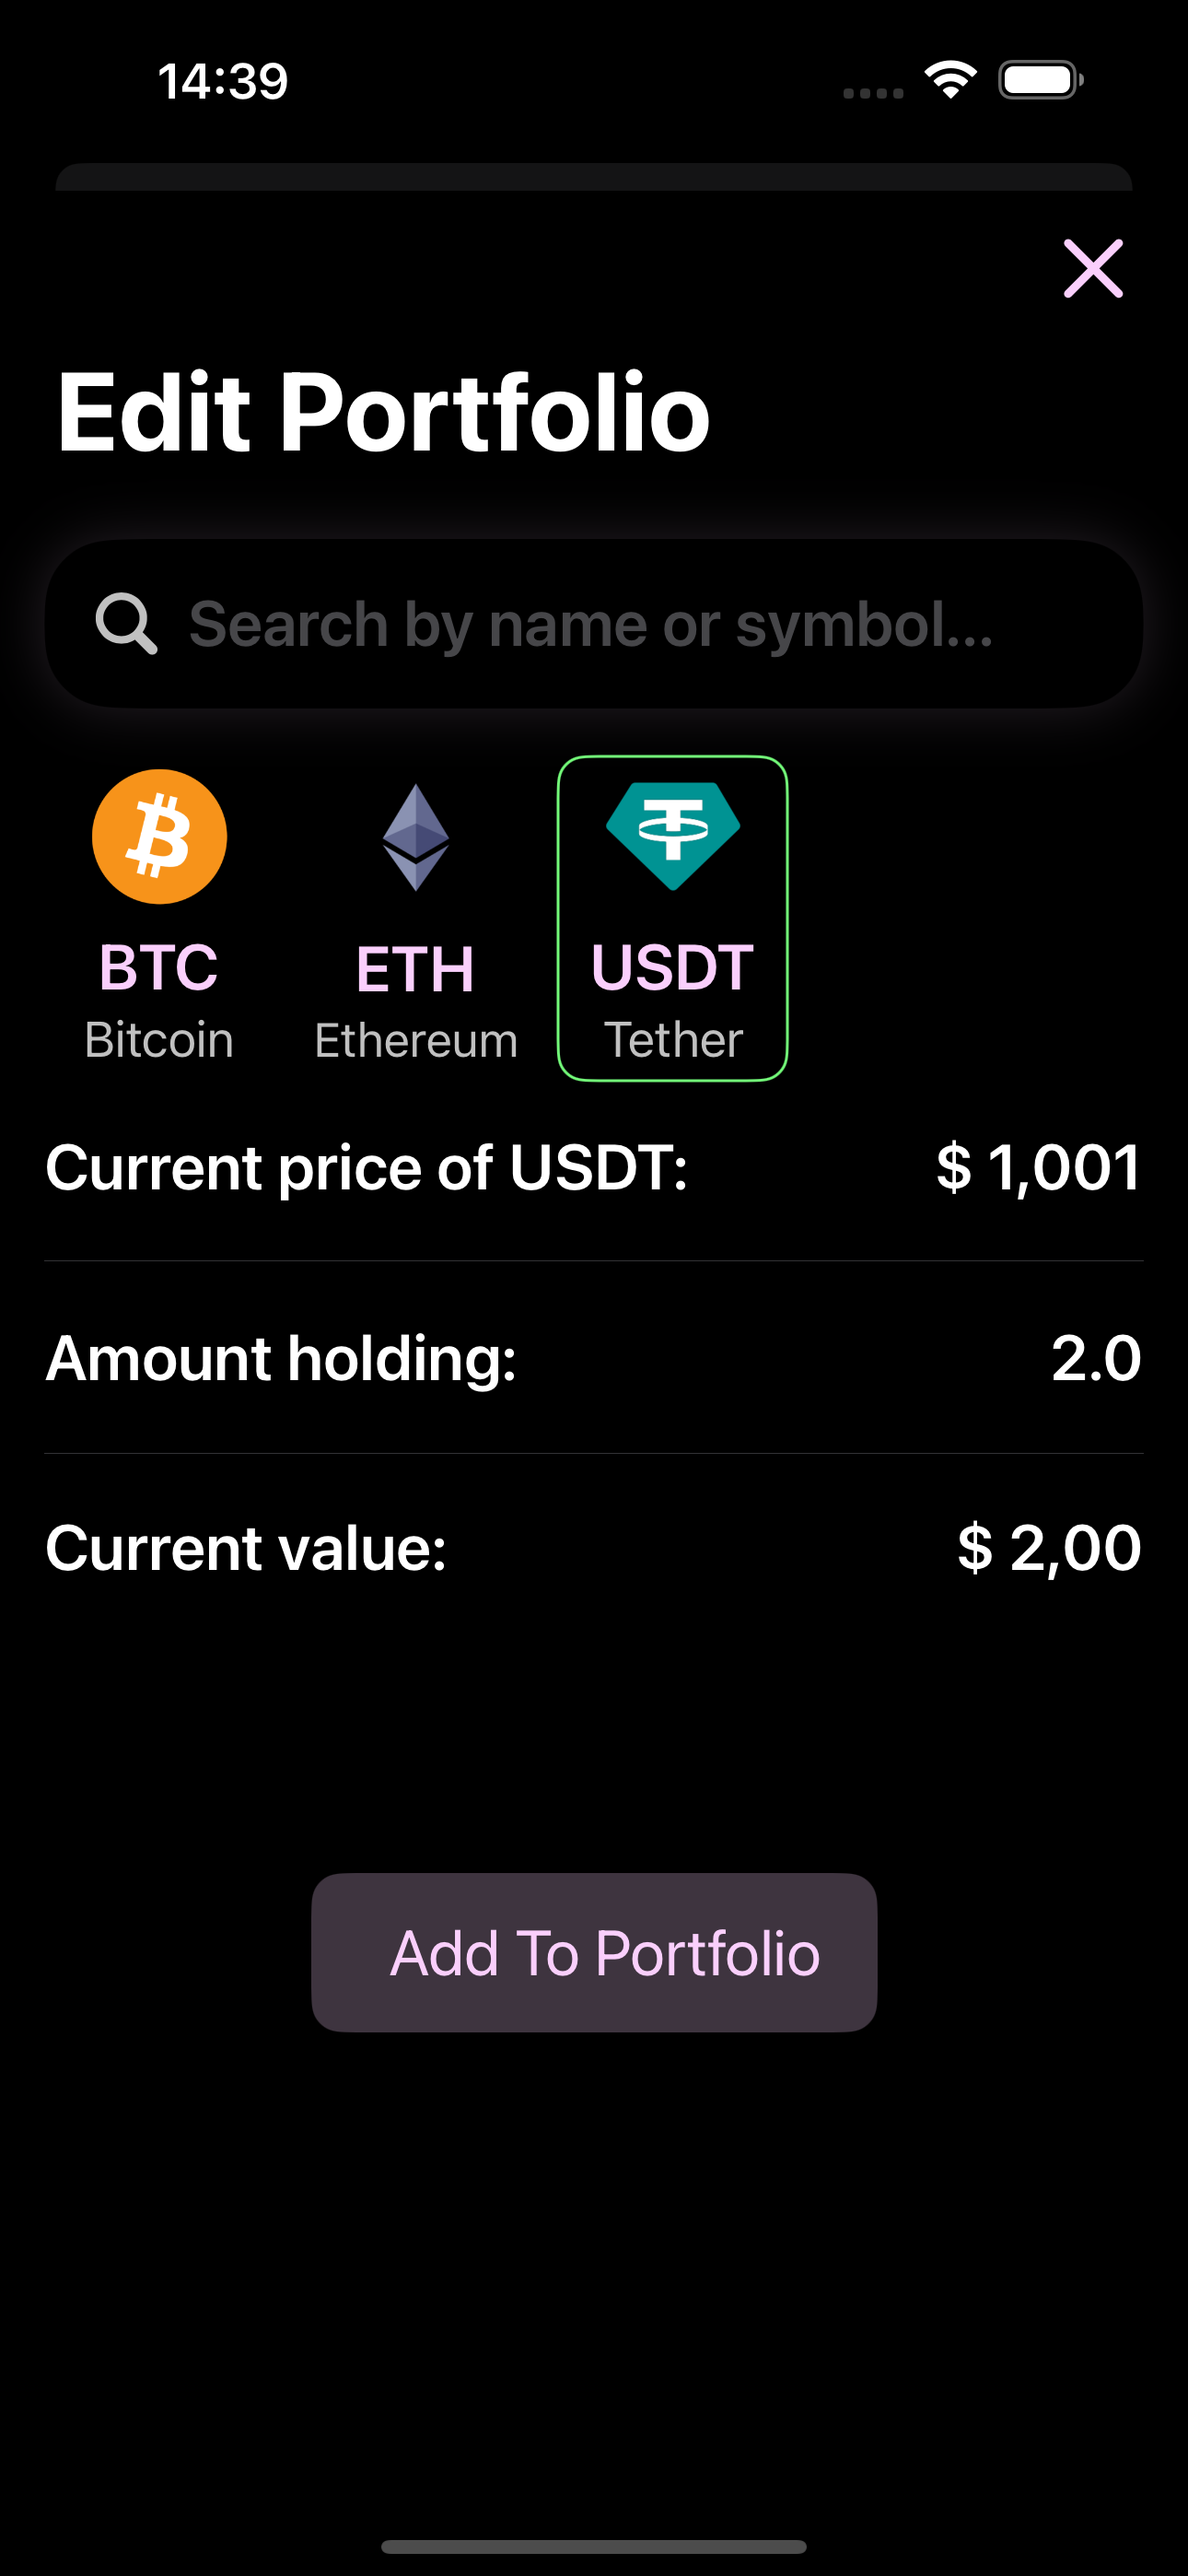 14:39
Edit Portfolio
Search by name or symbol...
BTC
Bitcoin
ETH
Ethereum
USDT
Tether
Current price of USDT: $ 1,001
Amount holding: 2.0
Current value: $ 2,00
Add To Portfolio